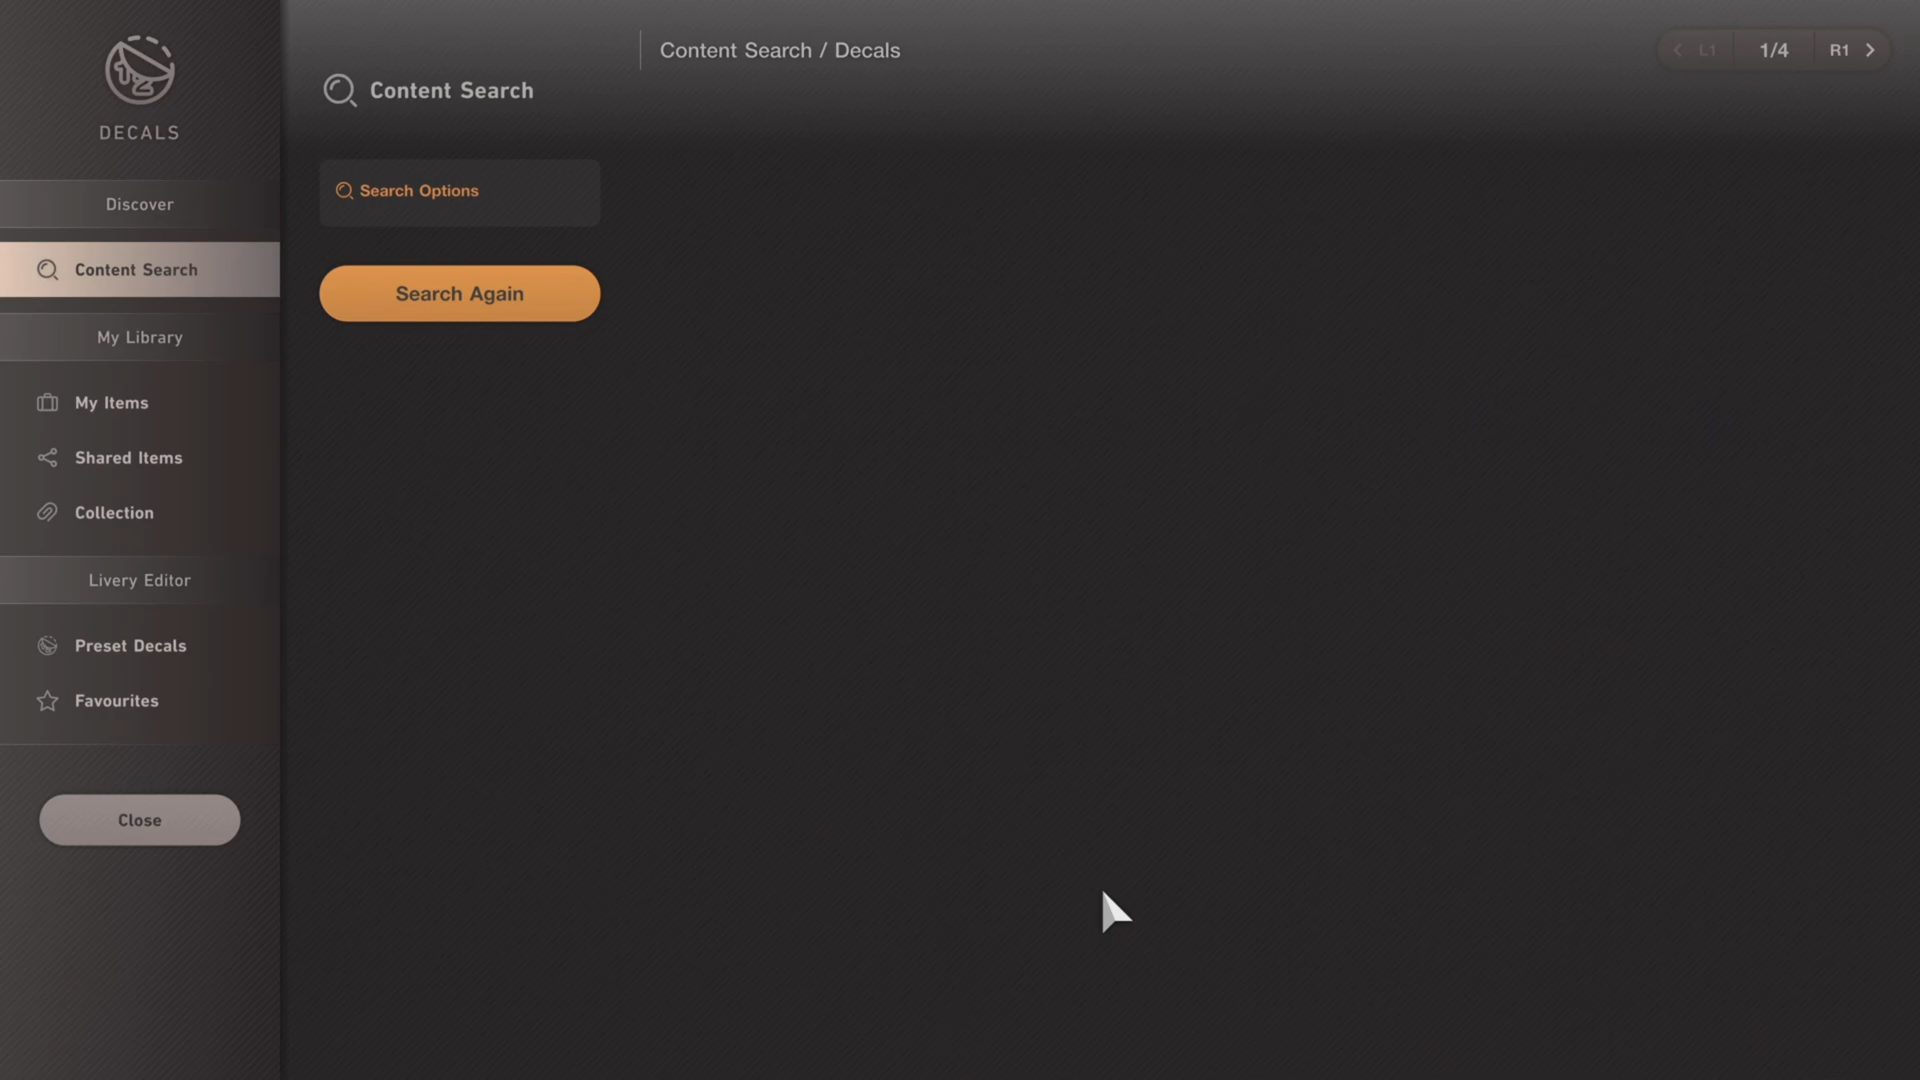 DECALS
Discover
Content Search
My Library
My Items
Shared Items
Collection
Livery Editor
Preset Decals
Favourites
Close
Content Search
Search Options
Search Again
Content Search / Decals
L1 1/4 R1